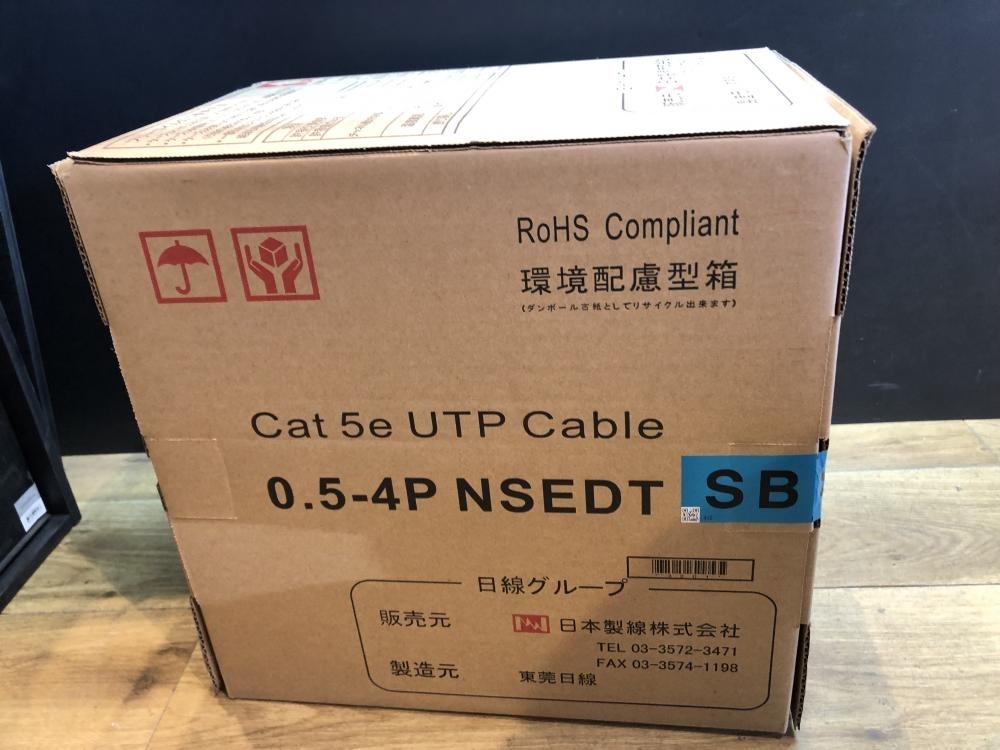 RoHS Compliant
環境配慮型箱
(ダンボール古紙としてリサイクル出来ます)
Cat 5e UTP Cable
0.5-4P NSEDT SB
日線グループ
販売元 日本製線株式会社
TEL 03-3572-3471
FAX 03-3574-1198
製造元 東莞日線